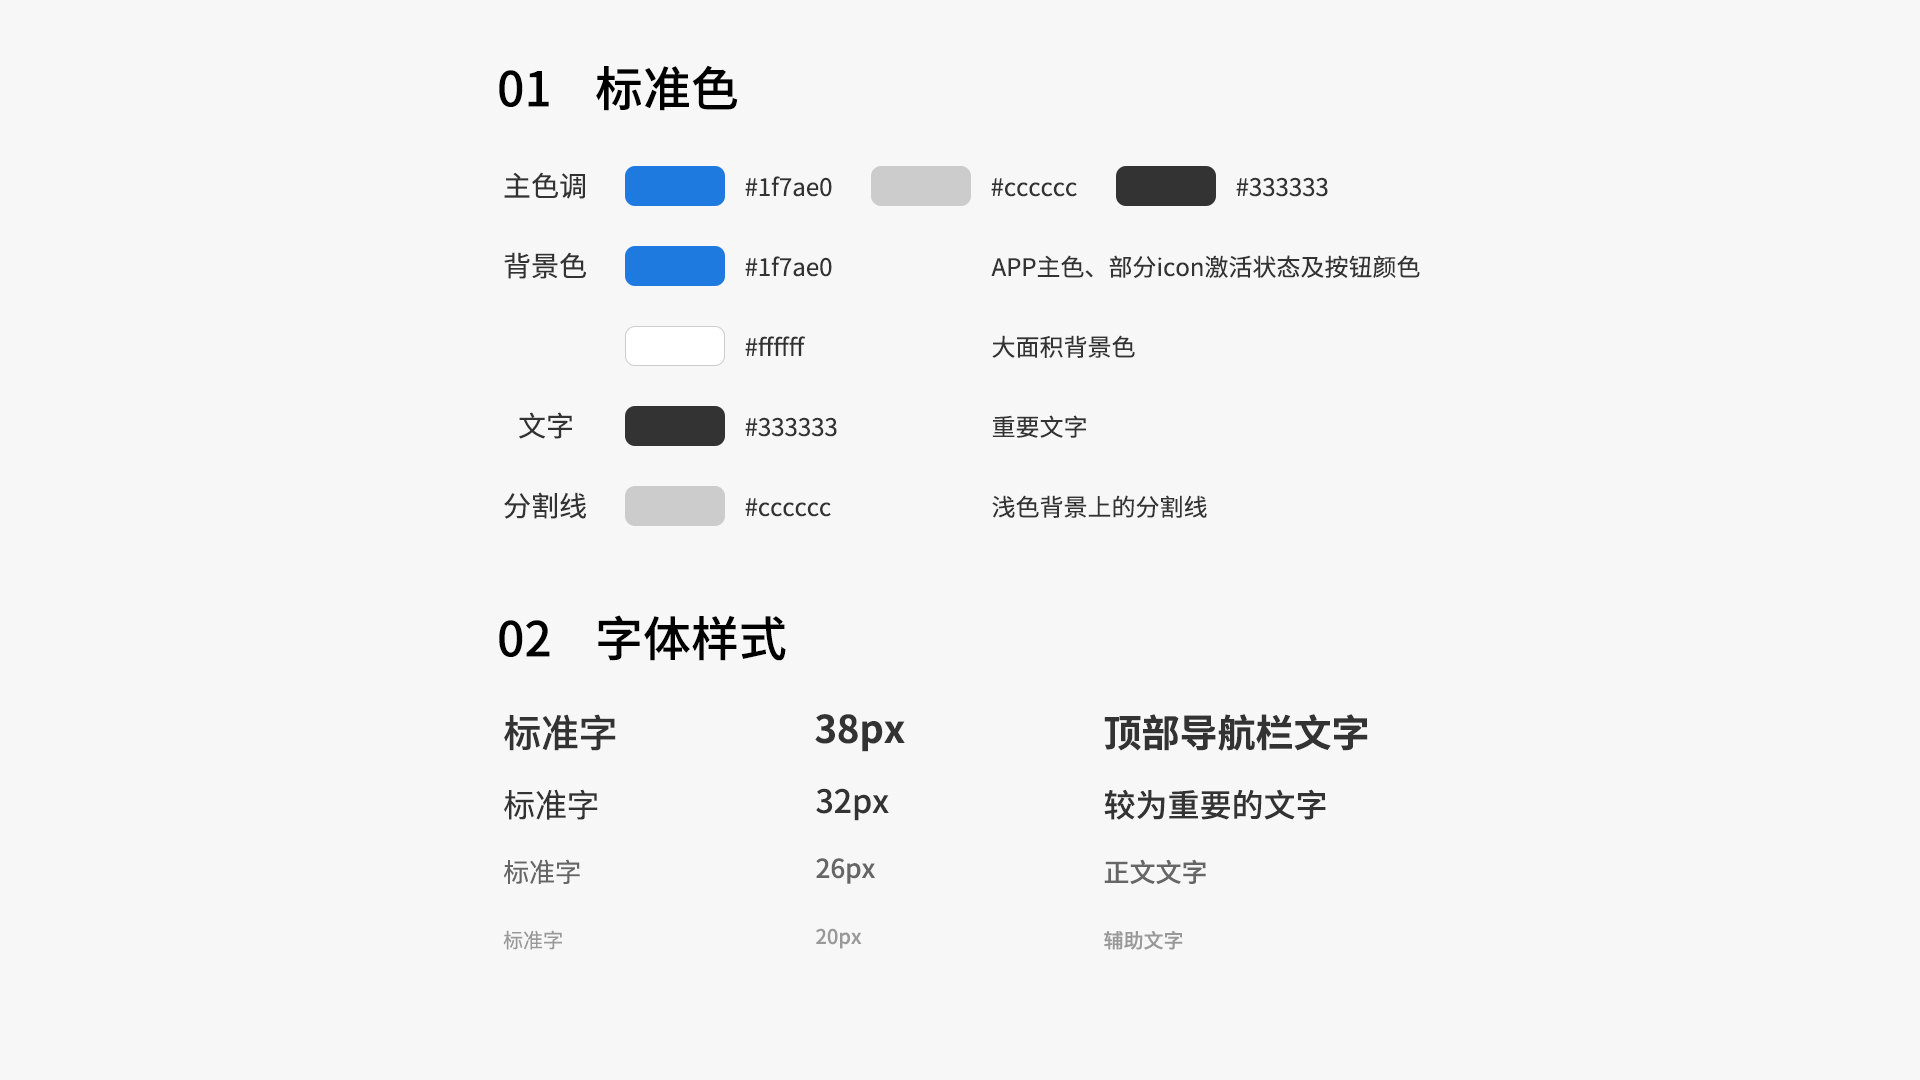 01 标准色
主色调 #1f7ae0 #cccccc #333333
背景色 #1f7ae0 APP主色、部分icon激活状态及按钮颜色
#ffffff 大面积背景色
文字 #333333 重要文字
分割线 #cccccc 浅色背景上的分割线
02 字体样式
标准字 38px 顶部导航栏文字
标准字 32px 较为重要的文字
标准字 26px 正文文字
标准字 20px 辅助文字